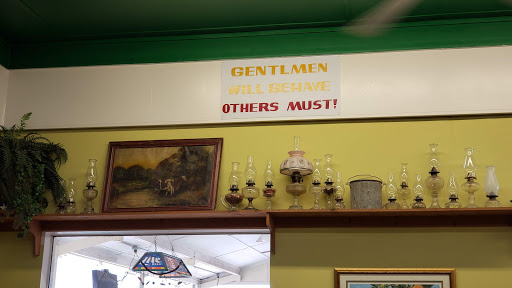 GENTLMEN
WILL BEHAVE
OTHERS MUST!